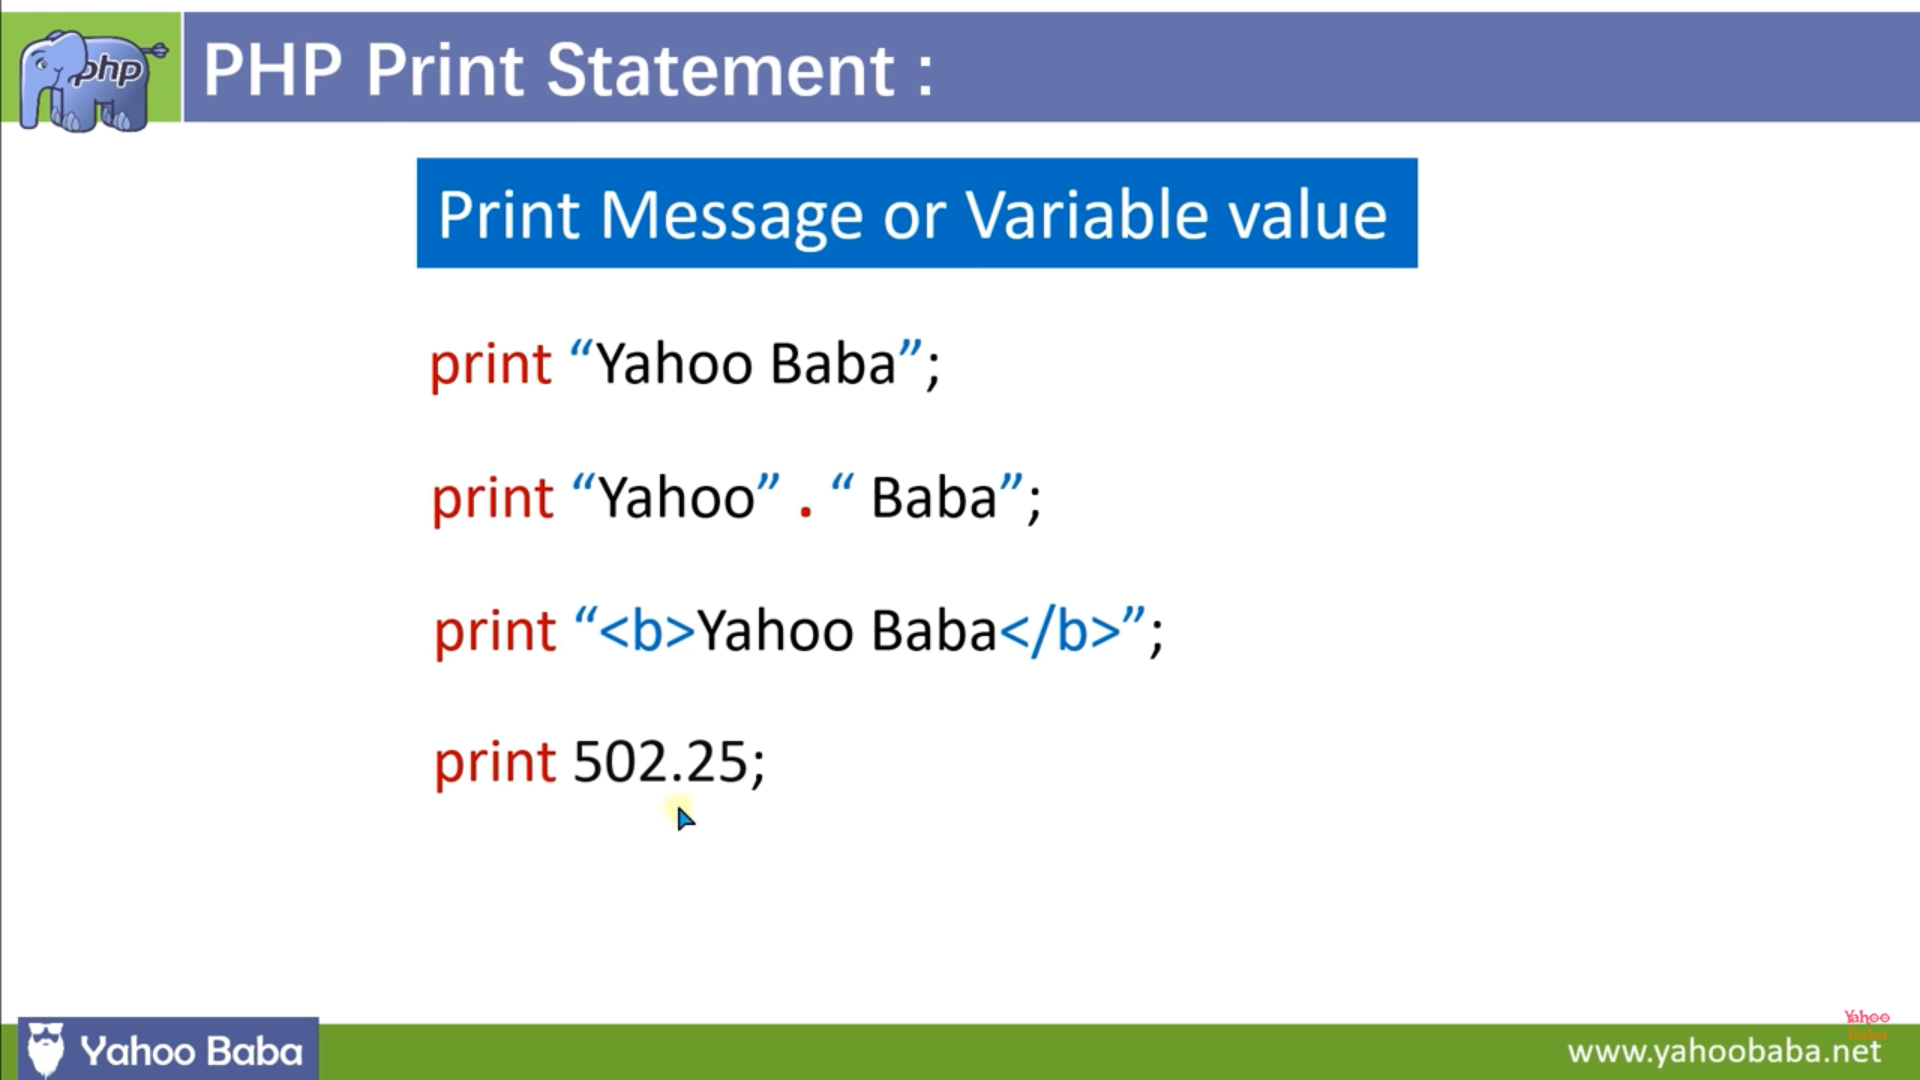 php
PHP Print Statement :
Print Message or Variable value
print “Yahoo Baba”;
print “Yahoo” . “ Baba”;
print “<b>Yahoo Baba</b>”;
print 502.25;
Yahoo
Baba
Yahoo Baba
www.yahoobaba.net